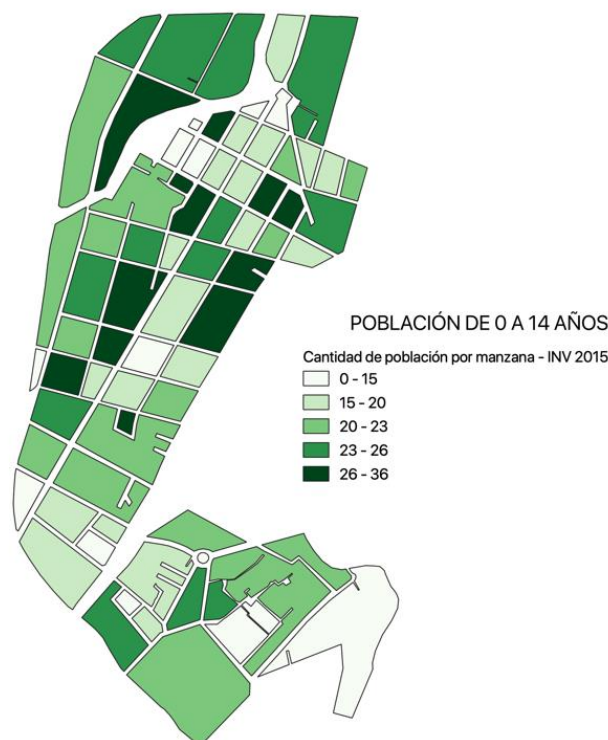 POBLACIÓN DE 0 A 14 AÑOS
Cantidad de población por manzana - INV 2015
0 - 15
15 - 20
20 - 23
23 - 26
26 - 36